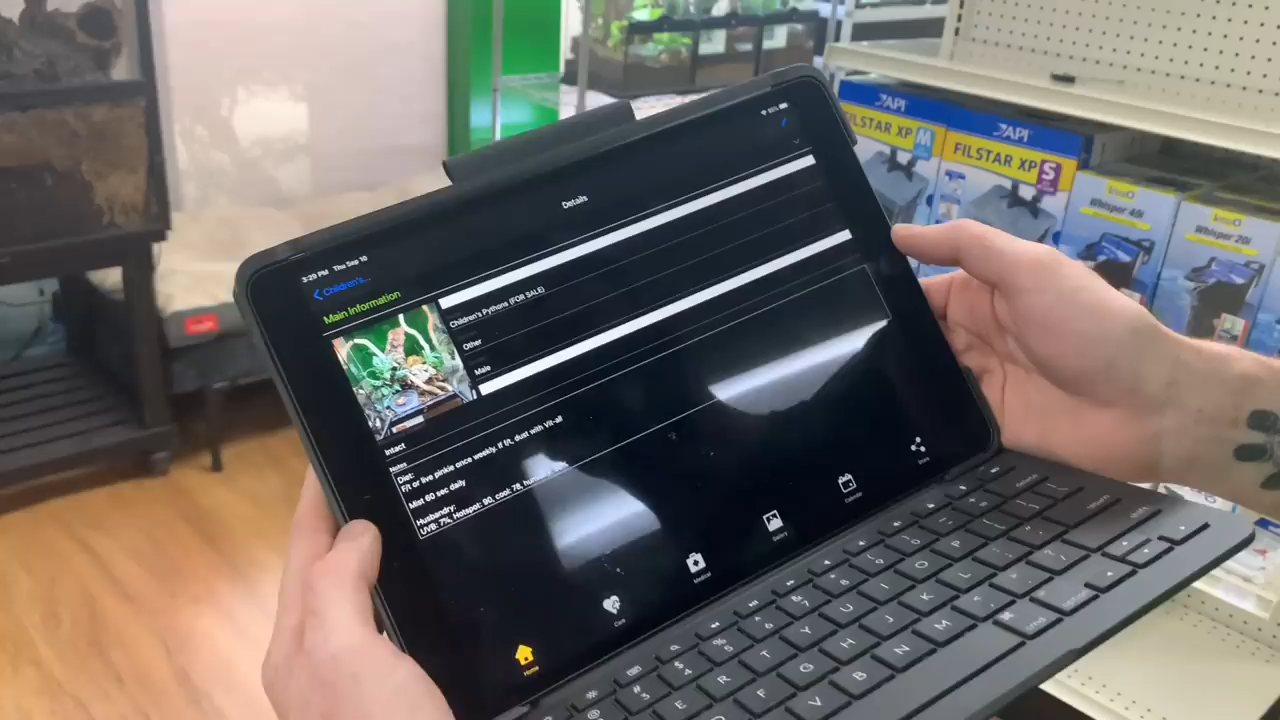 API
FILSTAR XP M
API
FILSTAR XP S
Tetra
Whisper 40i
Tetra
Whisper 20i
3:29 PM Thu Sep 10
Details
Children's...
Main Information
Children's Pythons (FOR SALE)
Other
Male
Intact
Notes
Diet:
F/t or live pinkie once weekly. If f/t, dust with Vit-all
Mist 60 sec daily
Husbandry:
UVB: 7%, Hotspot: 90, cool: 78,
Home
Care
Medical
Gallery
Calendar
Share